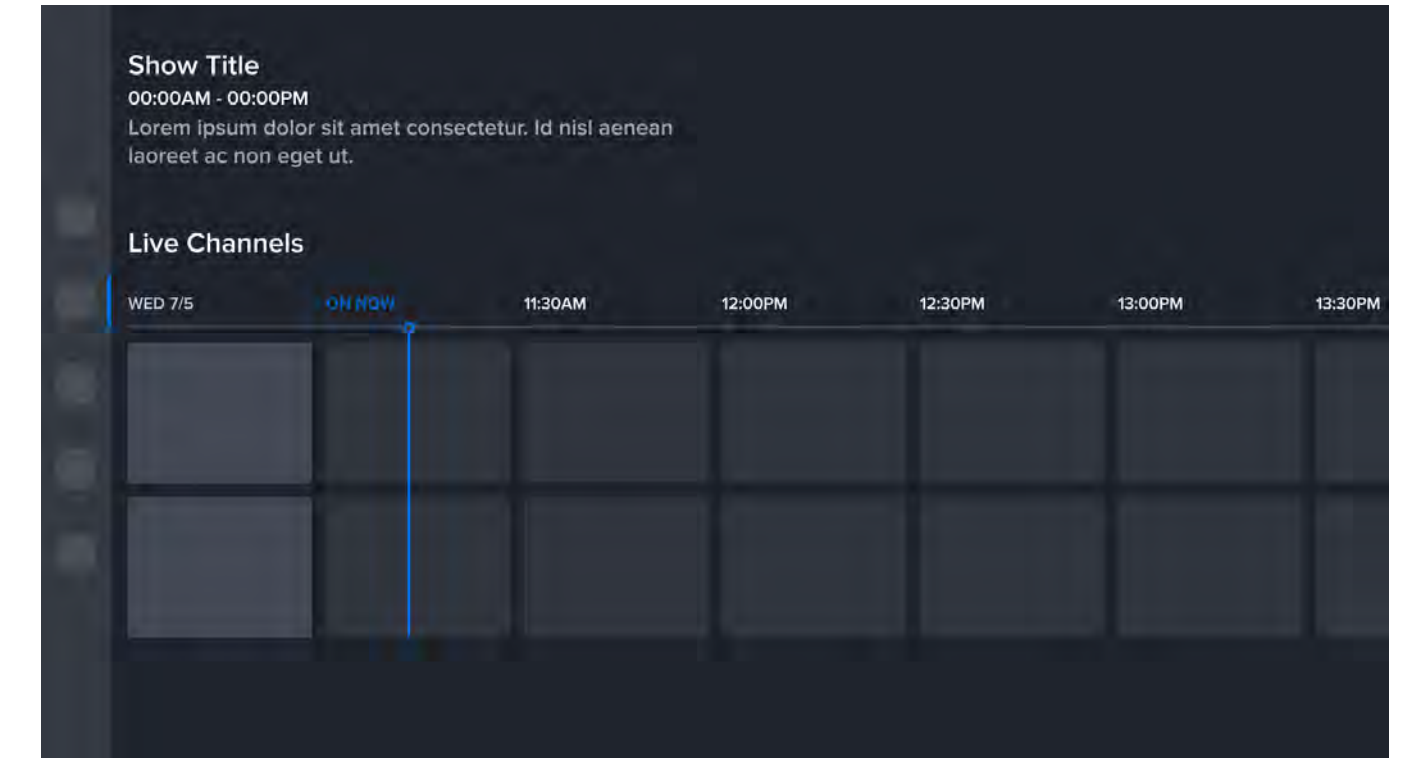 Show Title
00:00AM - 00:00PM
Lorem ipsum dolor sit amet consectetur. Id nisl aenean
laoreet ac non eget ut.
Live Channels
WED 7/5 ON NOW 11:30AM 12:00PM 12:30PM 13:00PM 13:30PM